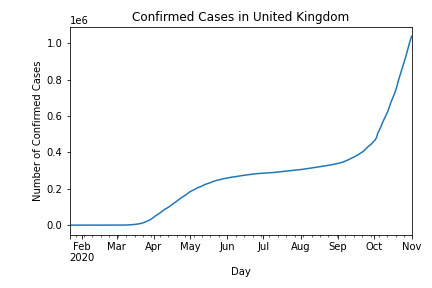 Confirmed Cases in United Kingdom
1e6
1.0
0.8
0.6
0.4
0.2
0.0
Number of Confirmed Cases
Feb Mar Apr May Jun Jul Aug Sep Oct Nov
2020
Day